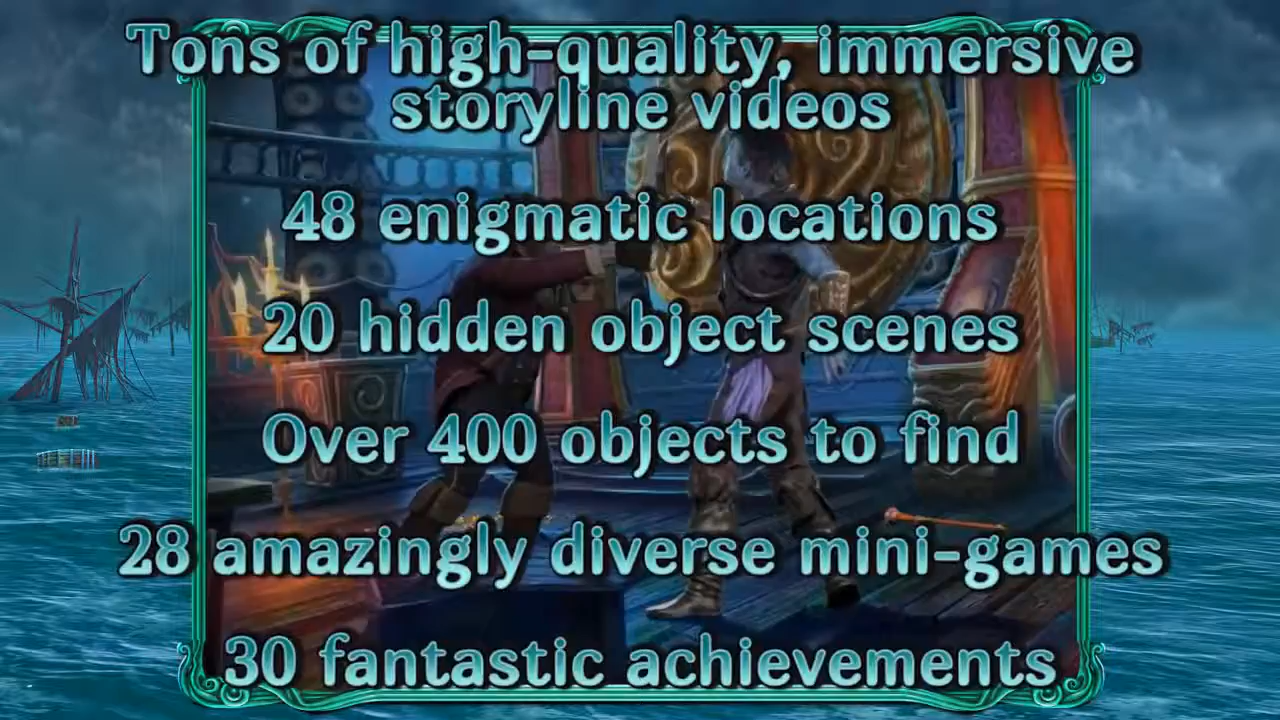 Tons of high-quality, immersive
storyline videos
48 enigmatic locations
20 hidden object scenes
Over 400 objects to find
28 amazingly diverse mini-games
30 fantastic achievements